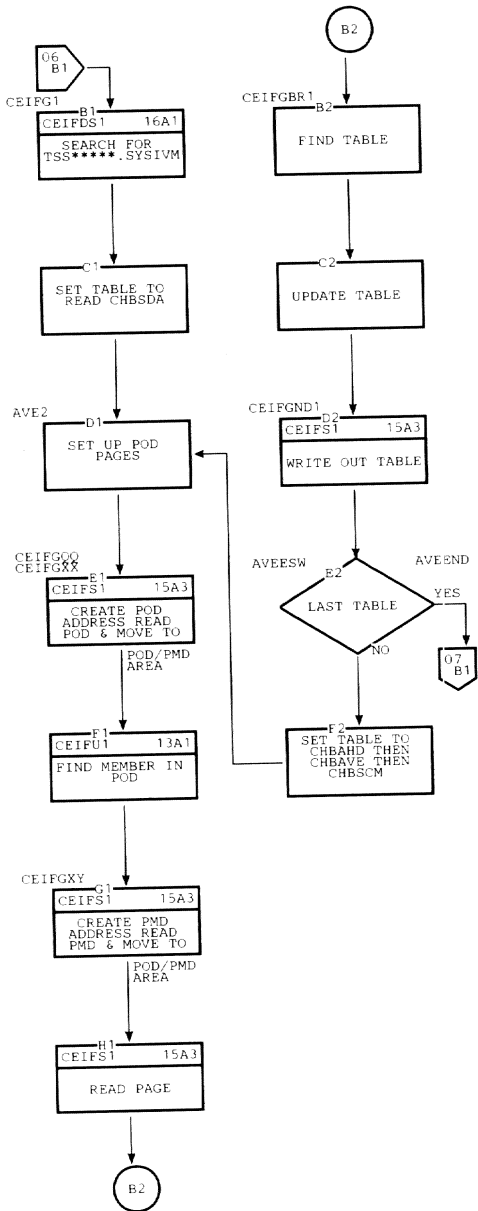 06
B1
CEIFG1
B1
CEIFDS1 16A1
SEARCH FOR
TSS*****.SYSIVM
C1
SET TABLE TO
READ CHBSDA
AVE2
D1
SET UP POD
PAGES
CEIFGQQ
CEIFGXX
E1
CEIFS1 15A3
CREATE POD
ADDRESS READ
POD & MOVE TO
POD/PMD
AREA
F1
CEIFU1 13A1
FIND MEMBER IN
POD
CEIFGXY
G1
CEIFS1 15A3
CREATE PMD
ADDRESS READ
PMD & MOVE TO
POD/PMD
AREA
H1
CEIFS1 15A3
READ PAGE
B2
B2
CEIFGBR1
B2
FIND TABLE
C2
UPDATE TABLE
CEIFGND1
D2
CEIFS1 15A3
WRITE OUT TABLE
AVEESW
E2
AVEEND
LAST TABLE
YES
NO
07
B1
F2
SET TABLE TO
CHBAHD THEN
CHBAVE THEN
CHBSCM